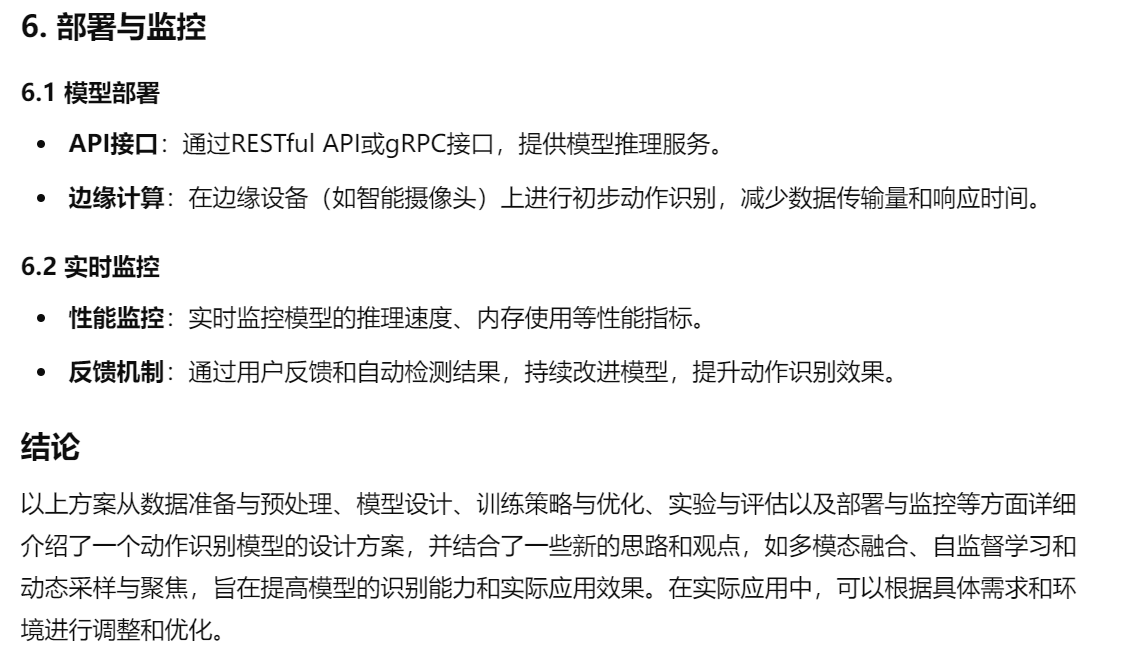 6. 部署与监控
6.1 模型部署
• API接口：通过RESTful API或gRPC接口，提供模型推理服务。
• 边缘计算：在边缘设备（如智能摄像头）上进行初步动作识别，减少数据传输量和响应时间。
6.2 实时监控
• 性能监控：实时监控模型的推理速度、内存使用等性能指标。
• 反馈机制：通过用户反馈和自动检测结果，持续改进模型，提升动作识别效果。
结论
以上方案从数据准备与预处理、模型设计、训练策略与优化、实验与评估以及部署与监控等方面详细
介绍了一个动作识别模型的设计方案，并结合了一些新的思路和观点，如多模态融合、自监督学习和
动态采样与聚焦，旨在提高模型的识别能力和实际应用效果。在实际应用中，可以根据具体需求和环
境进行调整和优化。